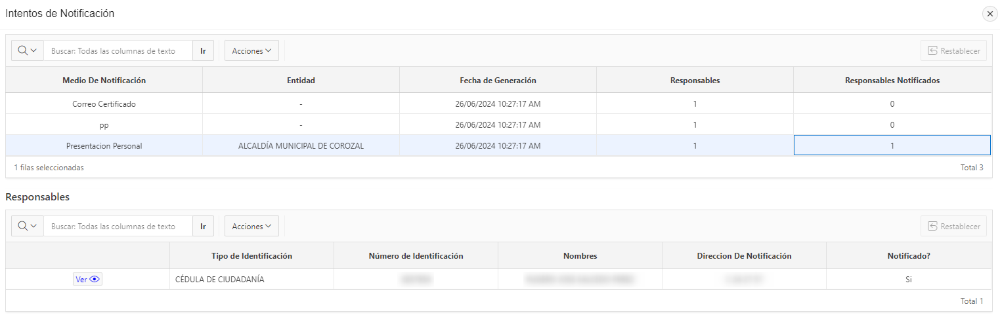 Intentos de Notificación
Buscar: Todas las columnas de texto Ir Acciones Restablecer
Medio De Notificación Entidad Fecha de Generación Responsables Responsables Notificados
Correo Certificado - 26/06/2024 10:27:17 AM 1 0
pp - 26/06/2024 10:27:17 AM 1 0
Presentacion Personal ALCALDÍA MUNICIPAL DE COROZAL 26/06/2024 10:27:17 AM 1 1
1 filas seleccionadas Total 3
Responsables
Buscar: Todas las columnas de texto Ir Acciones Restablecer
Tipo de Identificación Número de Identificación Nombres Direccion De Notificación Notificado?
Ver CÉDULA DE CIUDADANÍA Si
Total 1